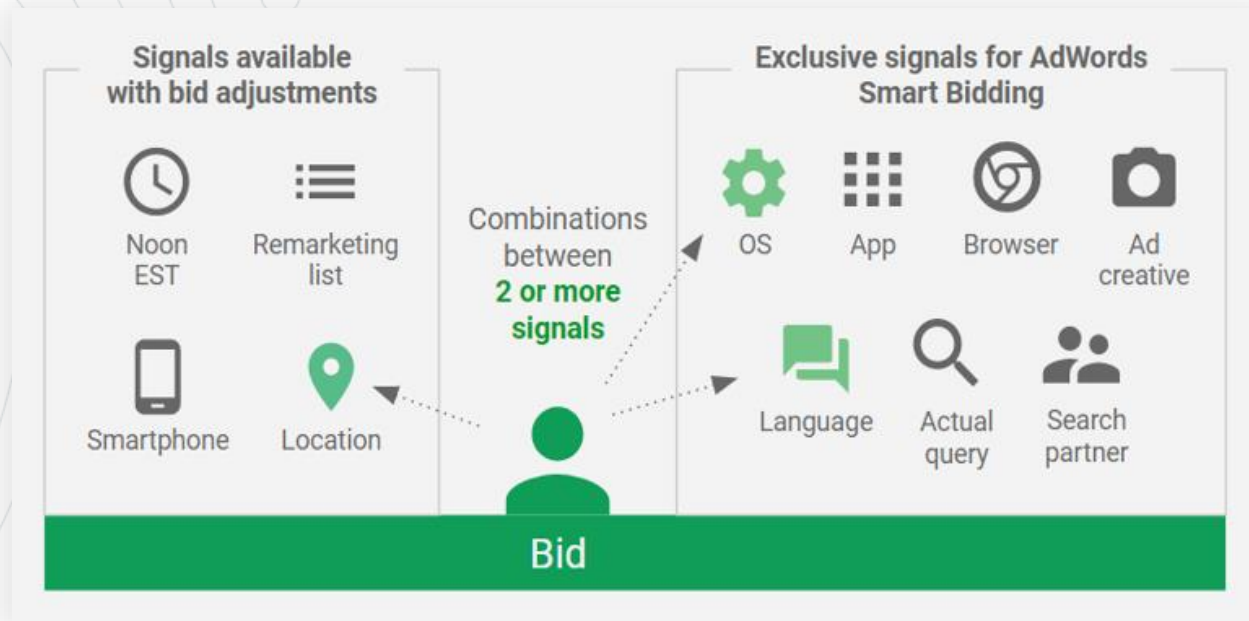 Signals available
with bid adjustments
Noon
EST
Remarketing
list
Smartphone
Location
Combinations
between
2 or more
signals
Exclusive signals for AdWords
Smart Bidding
OS
App
Browser
Ad
creative
Language
Actual
query
Search
partner
Bid